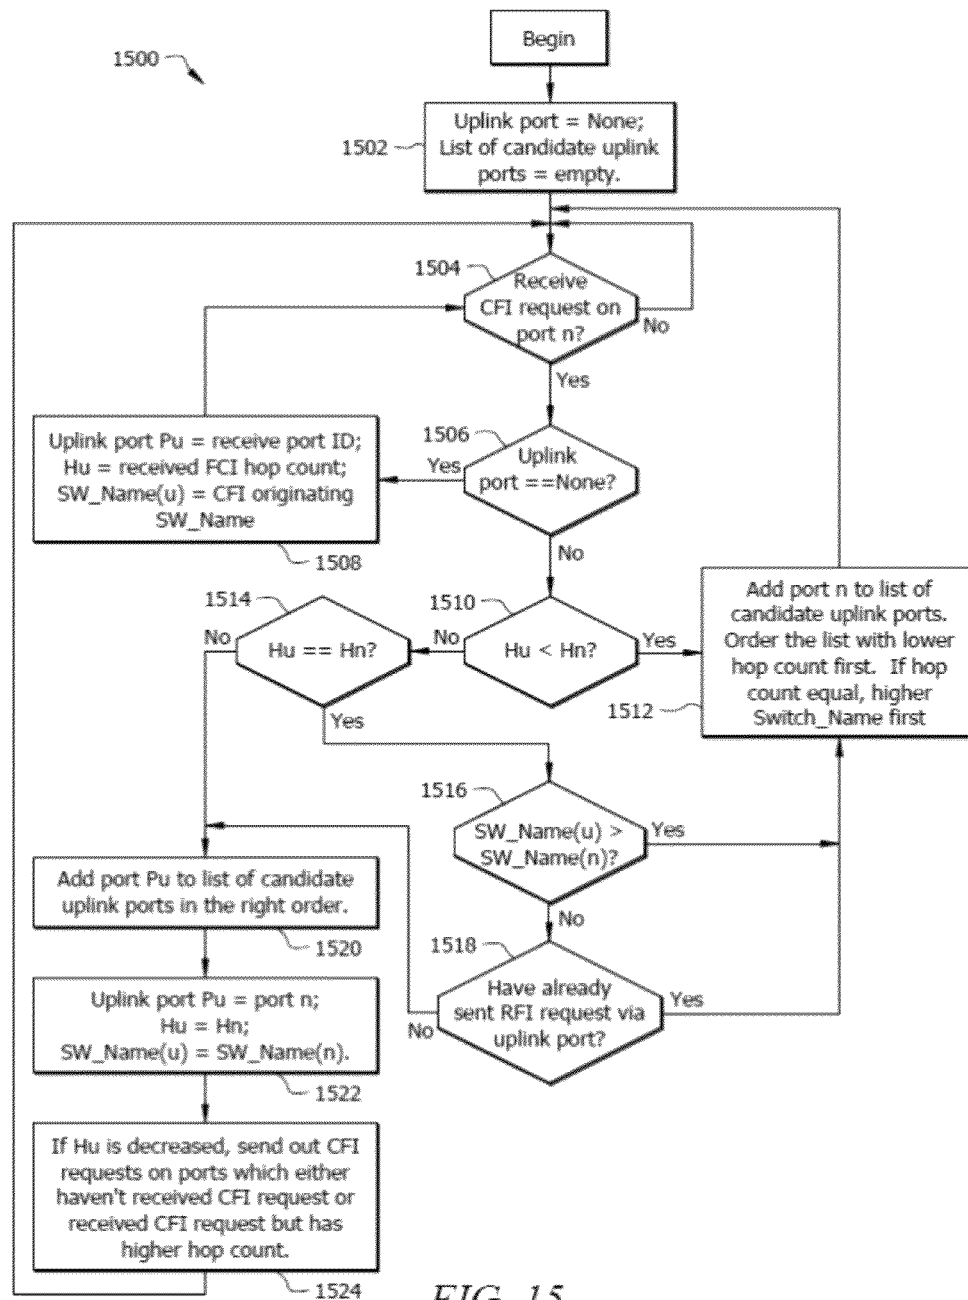 Begin
1500
Uplink port = None;
List of candidate uplink
ports = empty.
1502
1504
Receive
CFI request on
port n?
No
Yes
1506
Uplink
port ==None?
Yes
No
Uplink port Pu = receive port ID;
Hu = received FCI hop count;
SW_Name(u) = CFI originating
SW_Name
1508
1514
Hu == Hn?
No
Yes
1510
Hu < Hn?
No
Yes
Add port n to list of
candidate uplink ports.
Order the list with lower
hop count first. If hop
count equal, higher
Switch_Name first
1512
1516
SW_Name(u) >
SW_Name(n)?
Yes
No
1518
Have already
sent RFI request via
uplink port?
Yes
No
Add port Pu to list of candidate
uplink ports in the right order.
1520
Uplink port Pu = port n;
Hu = Hn;
SW_Name(u) = SW_Name(n).
1522
If Hu is decreased, send out CFI
requests on ports which either
haven't received CFI request or
received CFI request but has
higher hop count.
1524
FIG. 15